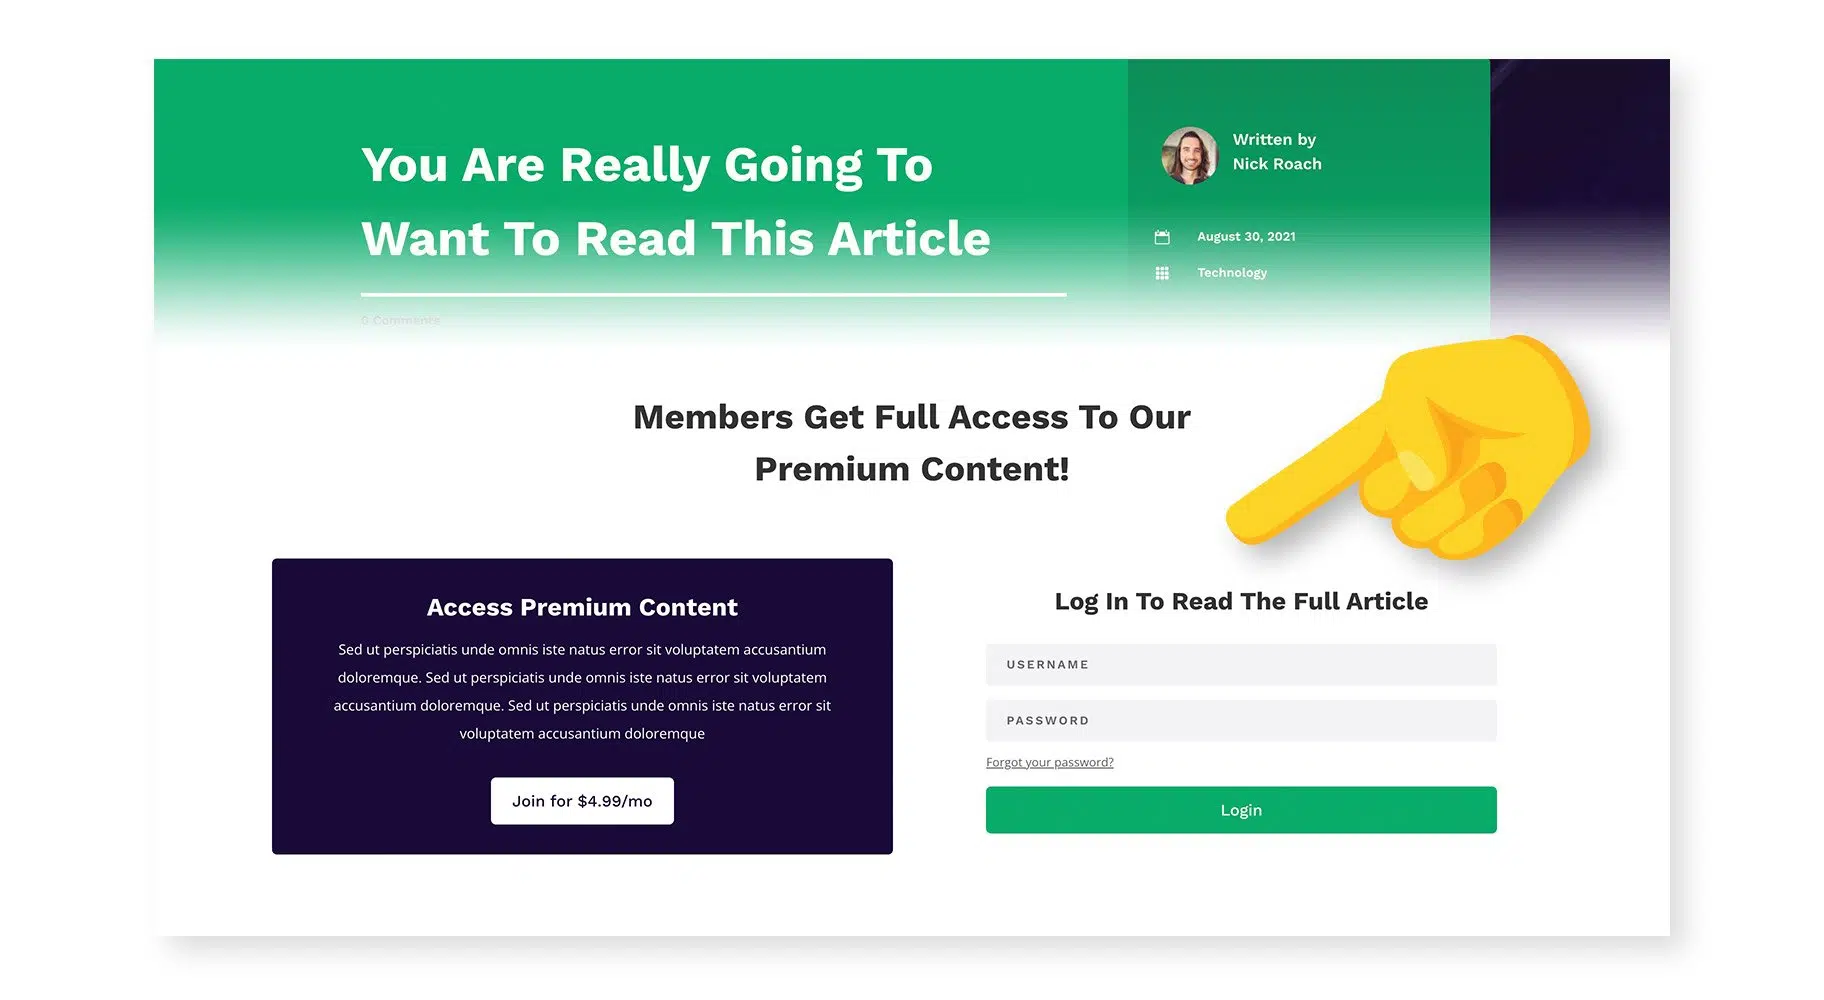 You Are Really Going To
Want To Read This Article
0 Comments
Written by
Nick Roach
August 30, 2021
Technology
Members Get Full Access To Our
Premium Content!
Access Premium Content
Sed ut perspiciatis unde omnis iste natus error sit voluptatem accusantium
doloremque. Sed ut perspiciatis unde omnis iste natus error sit voluptatem
accusantium doloremque. Sed ut perspiciatis unde omnis iste natus error sit
voluptatem accusantium doloremque
Join for $4.99/mo
Log In To Read The Full Article
USERNAME
PASSWORD
Forgot your password?
Login